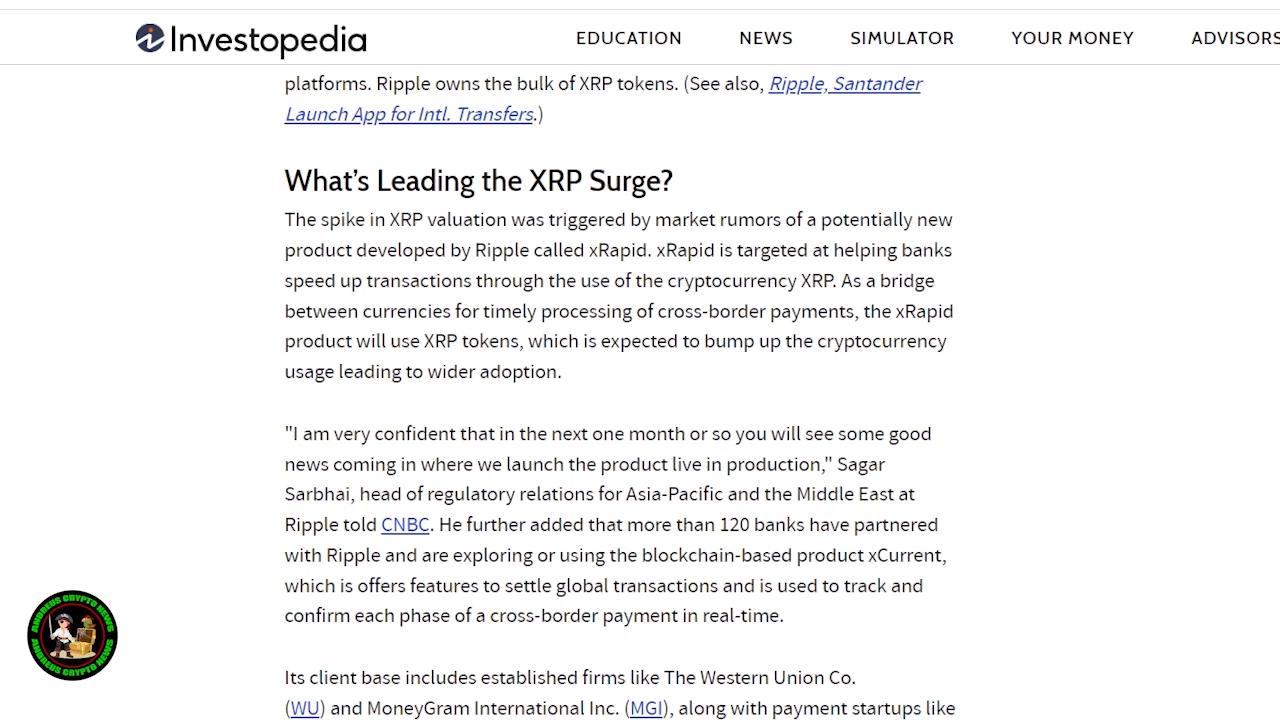 Investopedia
EDUCATION NEWS SIMULATOR YOUR MONEY ADVISORS
platforms. Ripple owns the bulk of XRP tokens. (See also, Ripple, Santander
Launch App for Intl. Transfers.)
What's Leading the XRP Surge?
The spike in XRP valuation was triggered by market rumors of a potentially new
product developed by Ripple called xRapid. xRapid is targeted at helping banks
speed up transactions through the use of the cryptocurrency XRP. As a bridge
between currencies for timely processing of cross-border payments, the xRapid
product will use XRP tokens, which is expected to bump up the cryptocurrency
usage leading to wider adoption.
"I am very confident that in the next one month or so you will see some good
news coming in where we launch the product live in production," Sagar
Sarbhai, head of regulatory relations for Asia-Pacific and the Middle East at
Ripple told CNBC. He further added that more than 120 banks have partnered
with Ripple and are exploring or using the blockchain-based product xCurrent,
which is offers features to settle global transactions and is used to track and
confirm each phase of a cross-border payment in real-time.
ANDREUS CRYPTO NEWS
ANDREUS CRYPTO NEWS
Its client base includes established firms like The Western Union Co.
(WU) and MoneyGram International Inc. (MGI), along with payment startups like